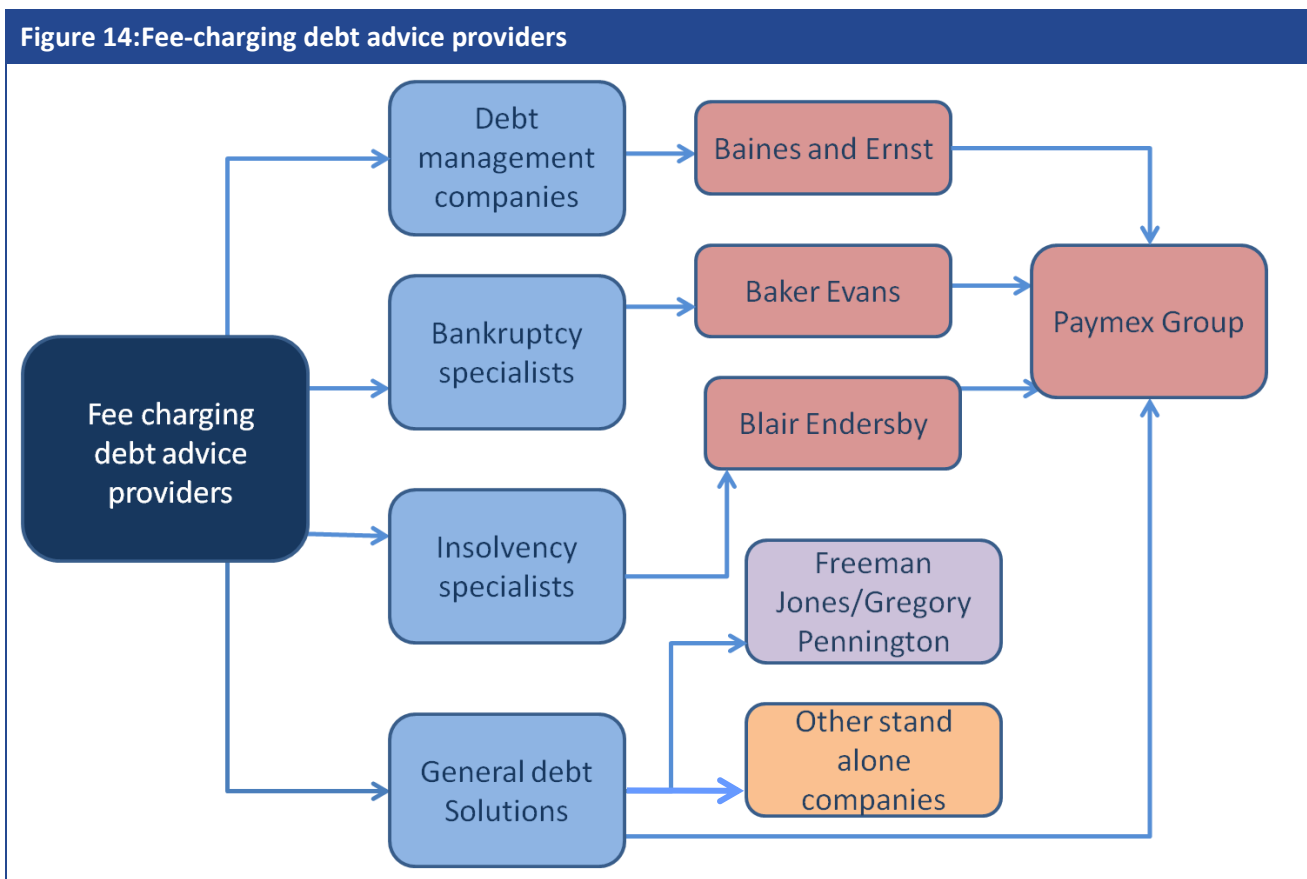 Figure 14:Fee-charging debt advice providers
Debt
management
companies
Baines and Ernst
Bankruptcy
specialists
Baker Evans
Paymex Group
Fee charging
debt advice
providers
Blair Endersby
Insolvency
specialists
Freeman
Jones/Gregory
Pennington
General debt
Solutions
Other stand
alone
companies